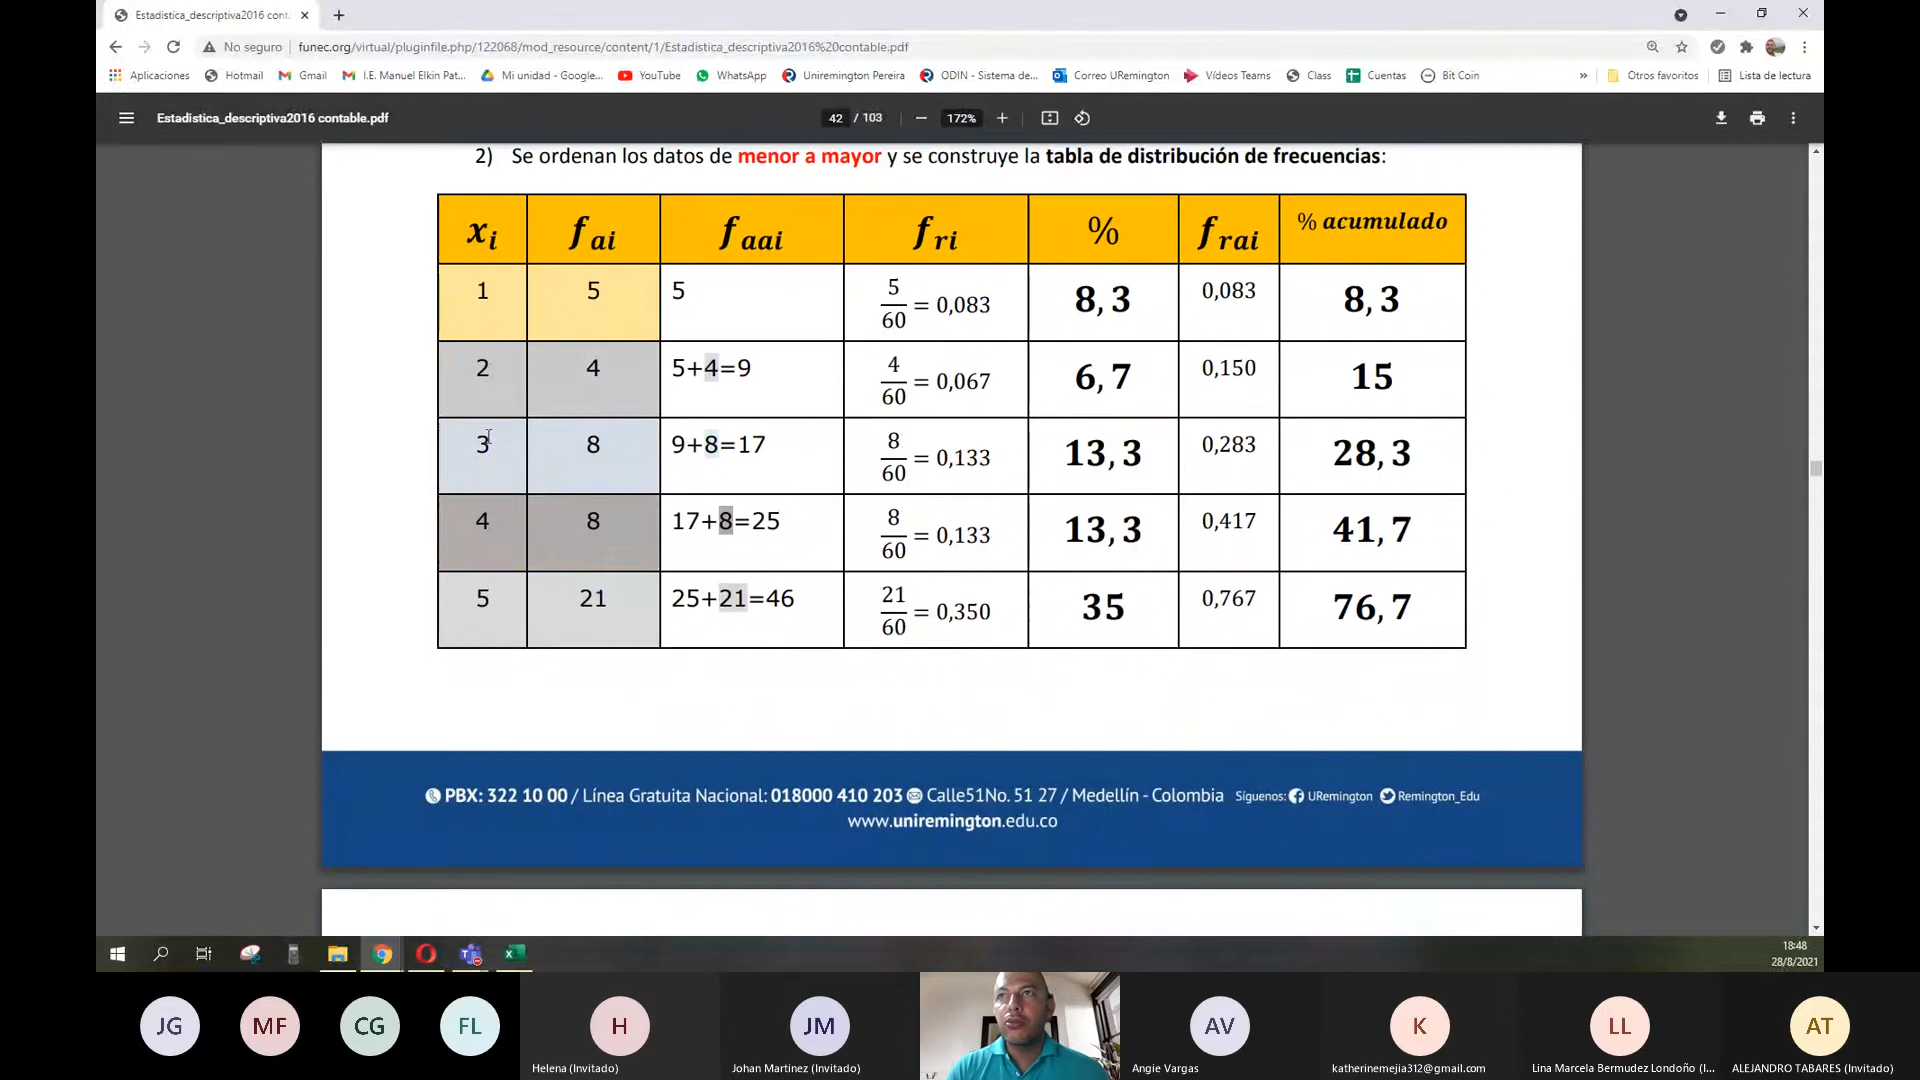 Estadistica_descriptiva2016 cont
No seguro
funec.org/virtual/pluginfile.php/122068/mod_resource/content/1/Estadistica_descriptiva2016%20contable.pdf
Aplicaciones Hotmail Gmail I.E. Manuel Elkin Pat... Mi unidad - Google... YouTube WhatsApp Uniremington Pereira ODIN - Sistema de... Correo URemington Vídeos Teams Class Cuentas Bit Coin » Otros favoritos Lista de lectura
Estadistica_descriptiva2016 contable.pdf 42 / 103 172%
2) Se ordenan los datos de menor a mayor y se construye la tabla de distribución de frecuencias:
x_i f_ai f_aai f_ri % f_rai % acumulado
1 5 5 5/60 = 0,083 8,3 0,083 8,3
2 4 5+4=9 4/60 = 0,067 6,7 0,150 15
3 8 9+8=17 8/60 = 0,133 13,3 0,283 28,3
4 8 17+8=25 8/60 = 0,133 13,3 0,417 41,7
5 21 25+21=46 21/60 = 0,350 35 0,767 76,7
PBX: 322 10 00 / Línea Gratuita Nacional: 018000 410 203 Calle51No. 51 27 / Medellín - Colombia Síguenos: URemington Remington_Edu
www.uniremington.edu.co
18:48
28/8/2021
JG MF CG FL H JM AV K LL AT
Helena (Invitado) Johan Martinez (Invitado) Angie Vargas katherinemejia312@gmail.com Lina Marcela Bermudez Londoño (I... ALEJANDRO TABARES (Invitado)